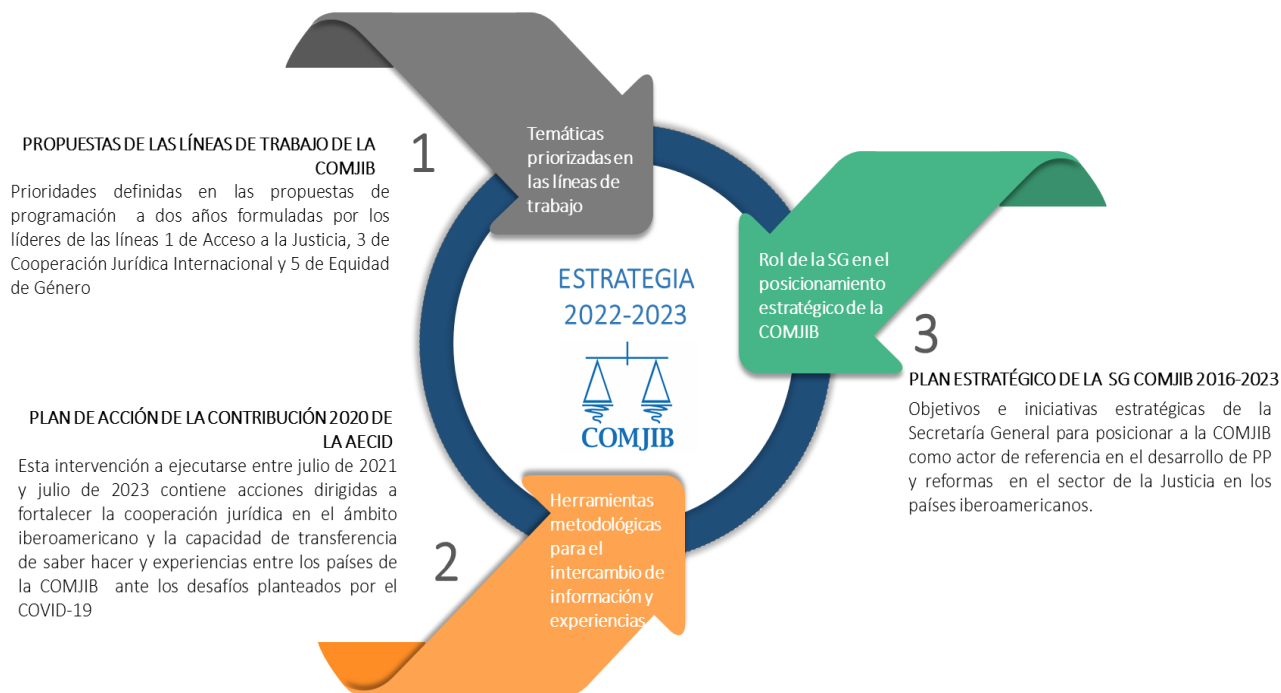 1
PROPUESTAS DE LAS LÍNEAS DE TRABAJO DE LA
COMJIB
Prioridades definidas en las propuestas de
programación a dos años formuladas por los
líderes de las líneas 1 de Acceso a la Justicia, 3 de
Cooperación Jurídica Internacional y 5 de Equidad
de Género
Temáticas
priorizadas en
las líneas de
trabajo
ESTRATEGIA
2022-2023
COMJIB
Rol de la SG en el
posicionamiento
estratégico de la
COMJIB
3
PLAN ESTRATÉGICO DE LA SG COMJIB 2016-2023
Objetivos e iniciativas estratégicas de la
Secretaría General para posicionar a la COMJIB
como actor de referencia en el desarrollo de PP
y reformas en el sector de la Justicia en los
países iberoamericanos.
PLAN DE ACCIÓN DE LA CONTRIBUCIÓN 2020 DE
LA AECID
Esta intervención a ejecutarse entre julio de 2021
y julio de 2023 contiene acciones dirigidas a
fortalecer la cooperación jurídica en el ámbito
iberoamericano y la capacidad de transferencia
de saber hacer y experiencias entre los países de
la COMJIB ante los desafíos planteados por el
COVID-19
2
Herramientas
metodológicas
para el
intercambio de
información y
experiencias